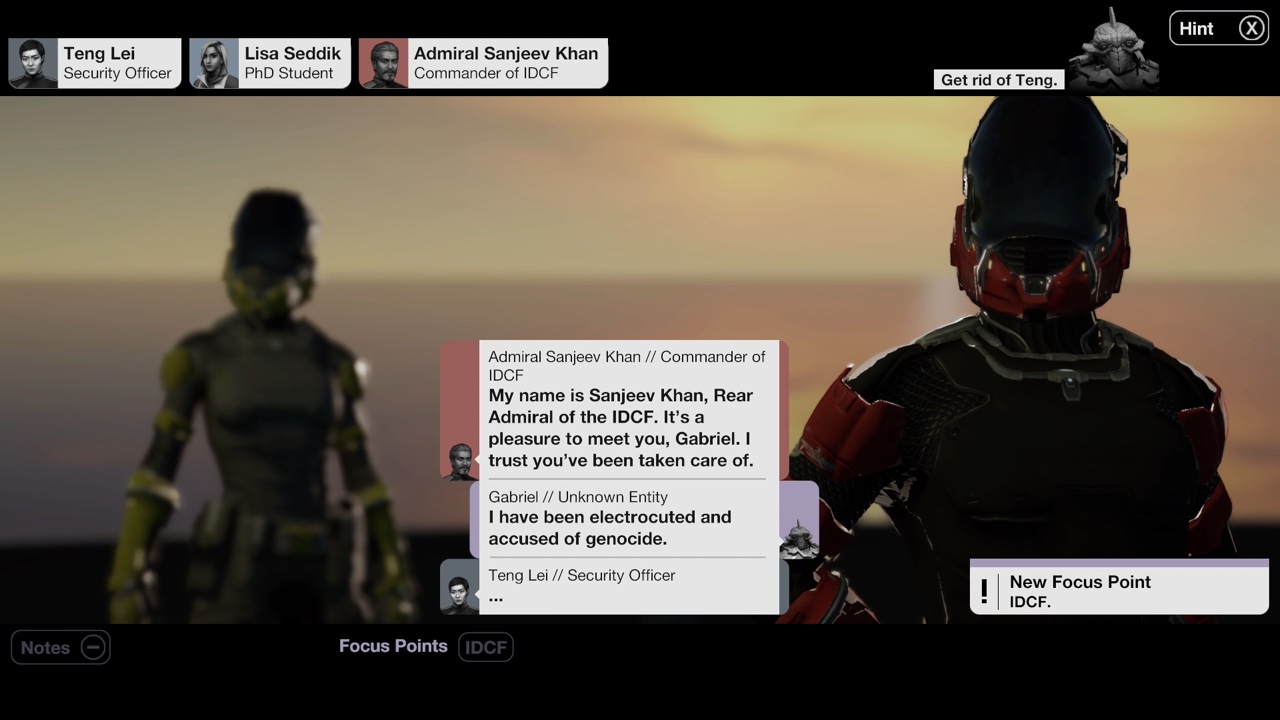 Teng Lei
Security Officer
Lisa Seddik
PhD Student
Admiral Sanjeev Khan
Commander of IDCF
Get rid of Teng.
Hint X
Admiral Sanjeev Khan // Commander of
IDCF
My name is Sanjeev Khan, Rear
Admiral of the IDCF. It's a
pleasure to meet you, Gabriel. I
trust you've been taken care of.
Gabriel // Unknown Entity
I have been electrocuted and
accused of genocide.
Teng Lei // Security Officer
...
! New Focus Point
IDCF.
Notes
Focus Points IDCF